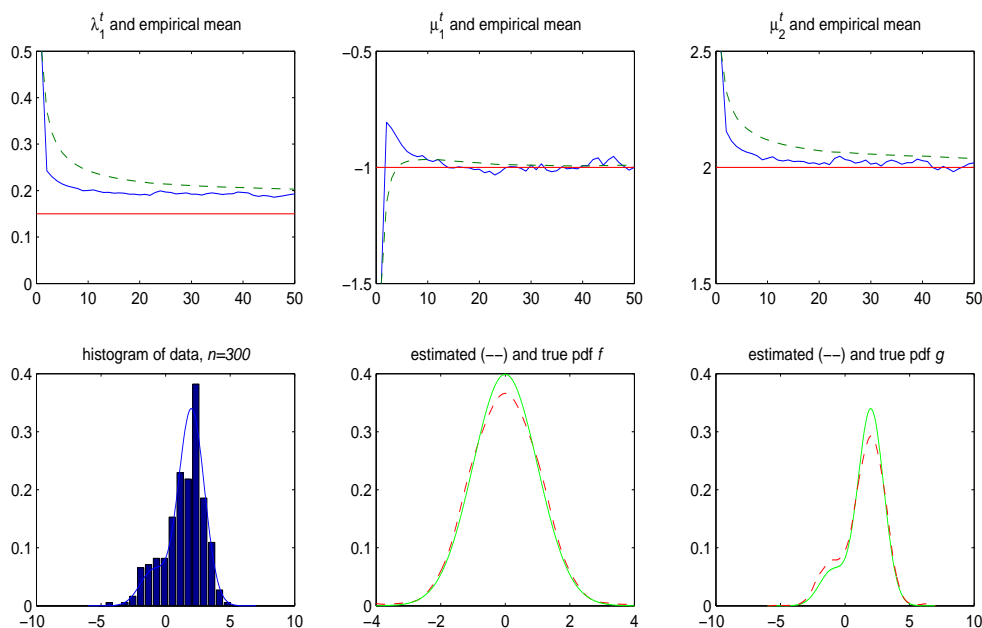 λ₁ᵗ and empirical mean
μ₁ᵗ and empirical mean
μ₂ᵗ and empirical mean
0.5
0.4
0.3
0.2
0.1
0
0 10 20 30 40 50
−0.5
−1
−1.5
0 10 20 30 40 50
2.5
2
1.5
0 10 20 30 40 50
histogram of data, n=300
estimated (−−) and true pdf f
estimated (−−) and true pdf g
0.4
0.3
0.2
0.1
0
−10 −5 0 5 10
0.4
0.3
0.2
0.1
0
−4 −2 0 2 4
0.4
0.3
0.2
0.1
0
−10 −5 0 5 10